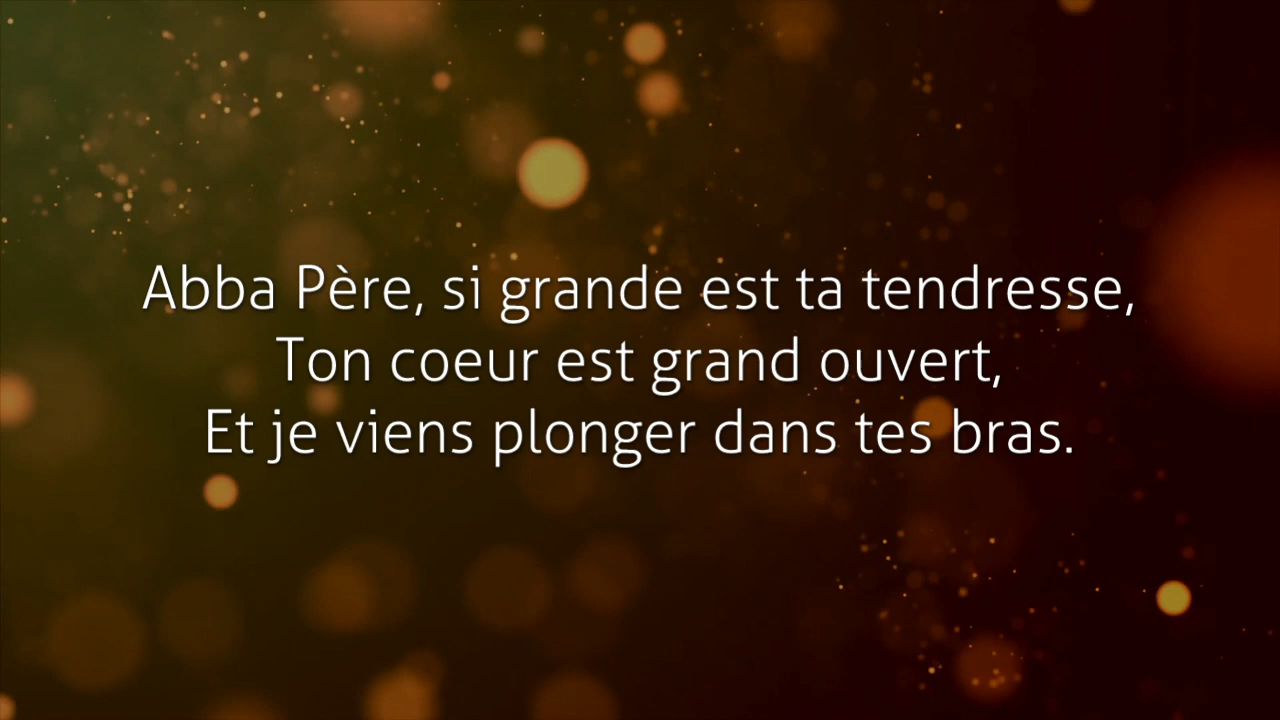 Abba Père, si grande est ta tendresse,
Ton coeur est grand ouvert,
Et je viens plonger dans tes bras.